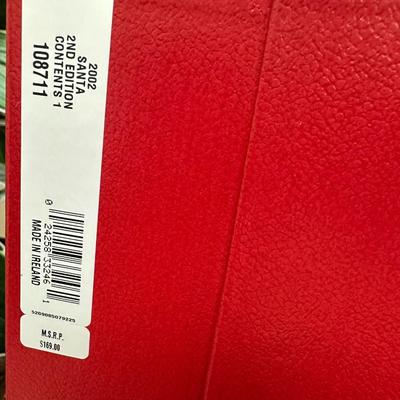 2002
SANTA
2ND EDITION
CONTENTS 1
108711
0 24258 33246 1
MADE IN IRELAND
5209085079225
M.S.R.P.
$169.00